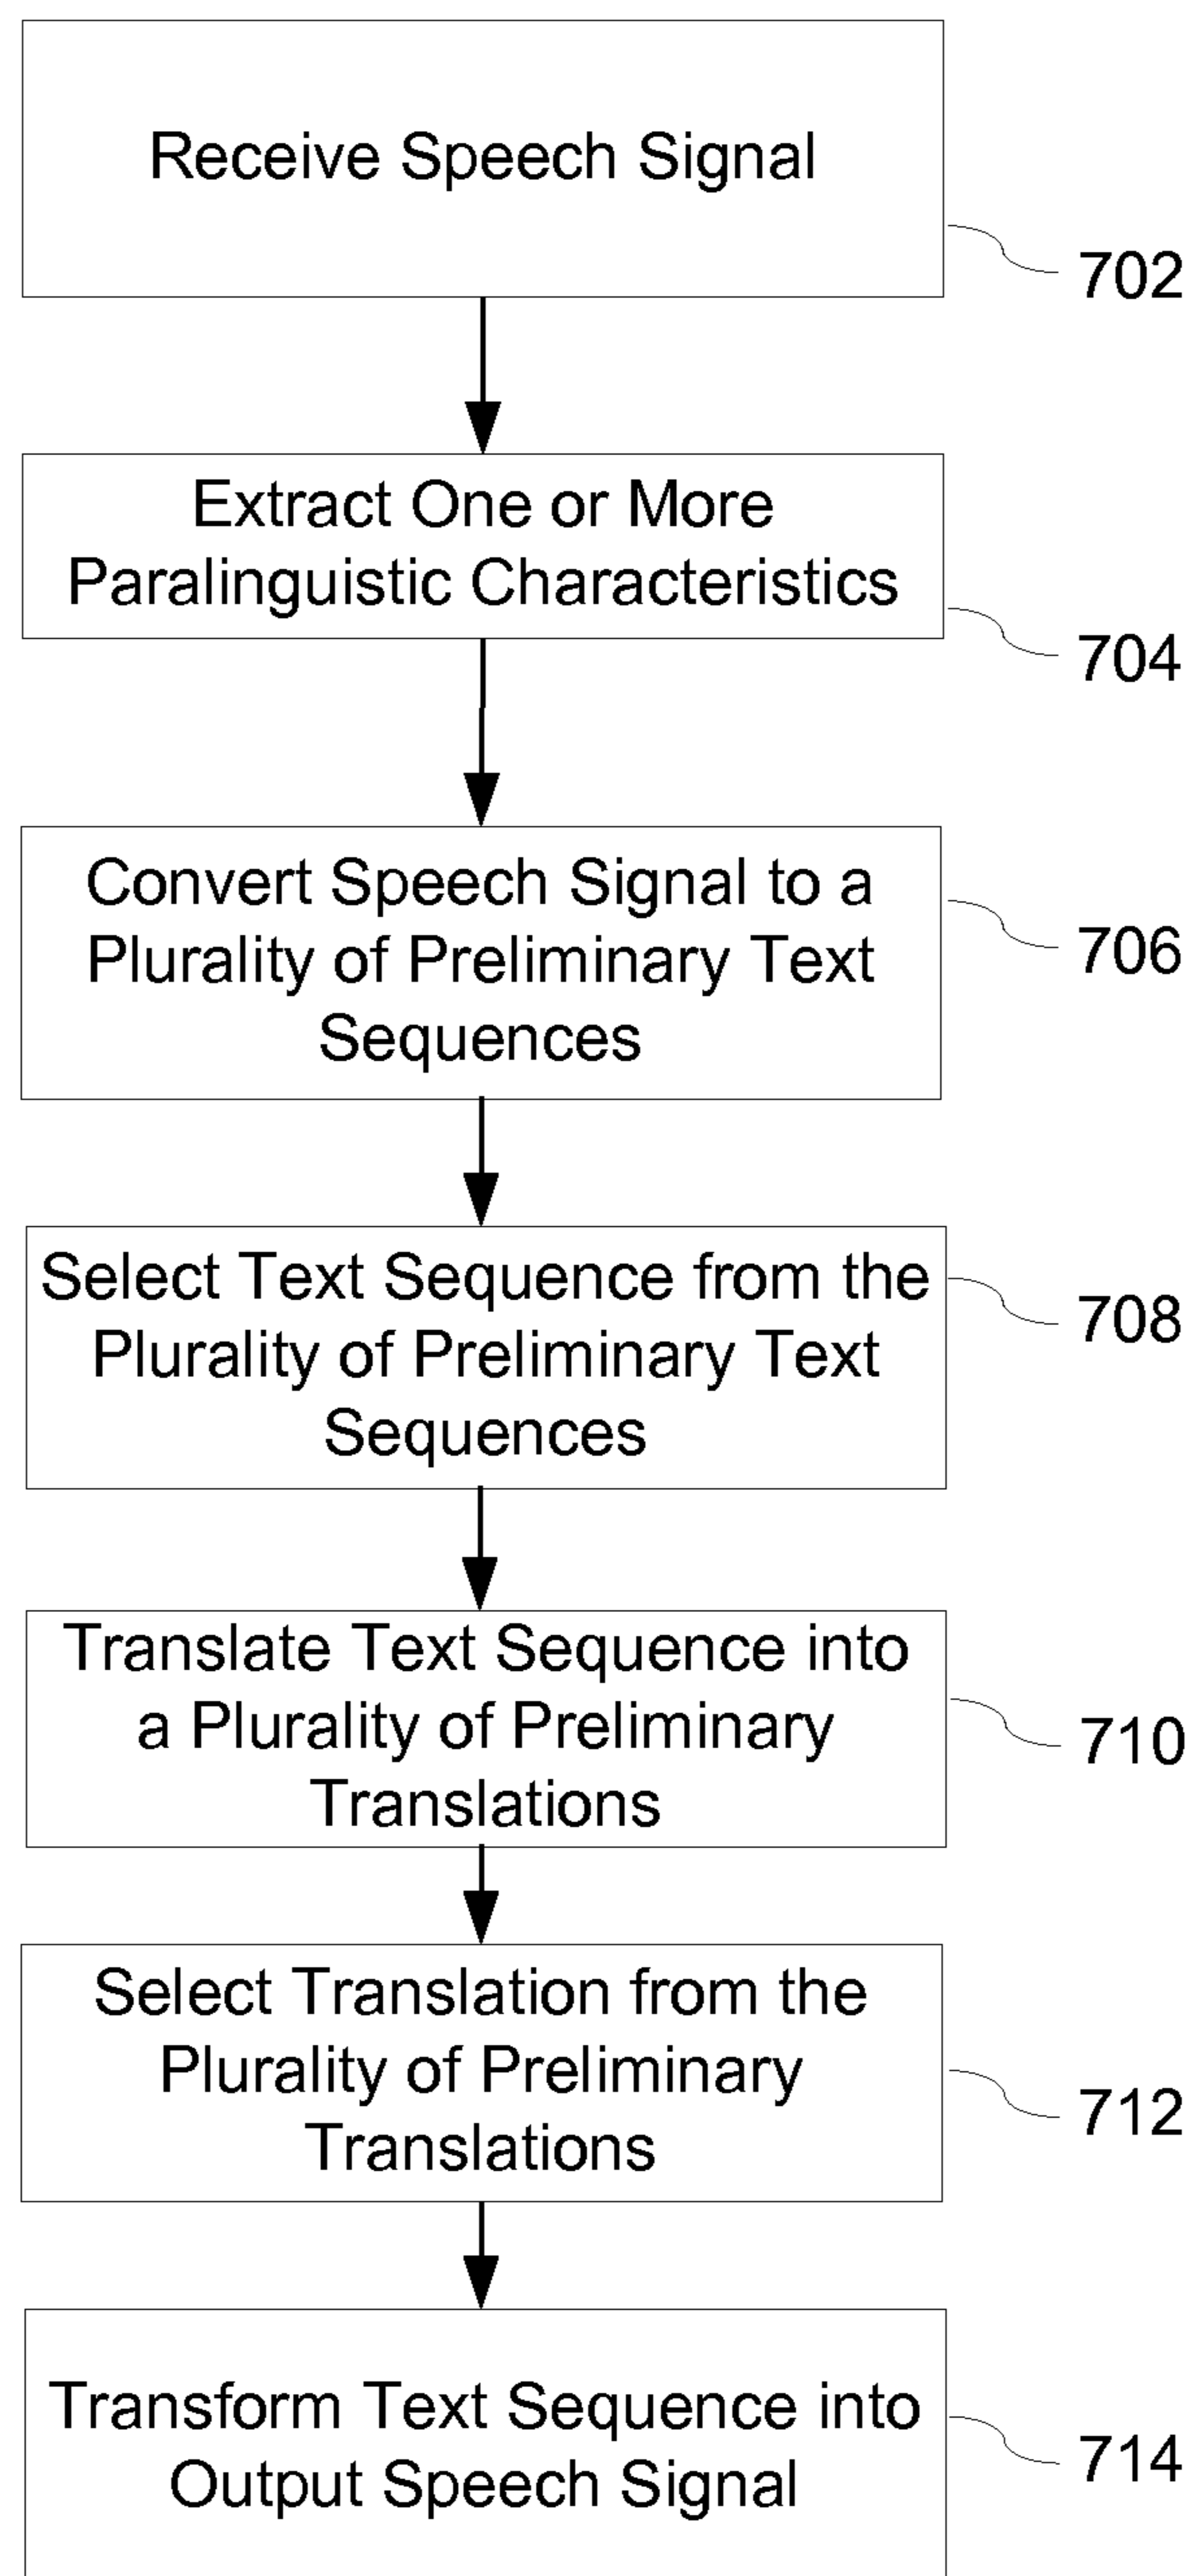 Receive Speech Signal
702
Extract One or More
Paralinguistic Characteristics
704
Convert Speech Signal to a
Plurality of Preliminary Text
Sequences
706
Select Text Sequence from the
Plurality of Preliminary Text
Sequences
708
Translate Text Sequence into
a Plurality of Preliminary
Translations
710
Select Translation from the
Plurality of Preliminary
Translations
712
Transform Text Sequence into
Output Speech Signal
714